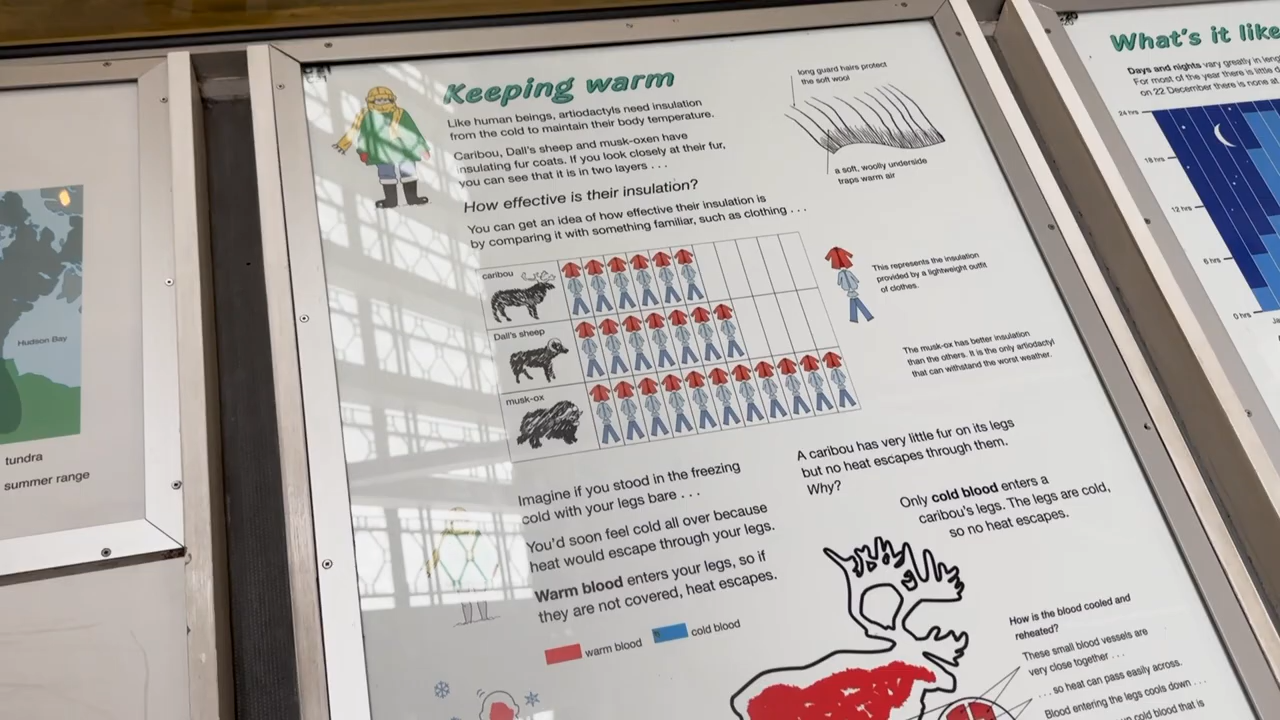 Hudson Bay
tundra
summer range
Keeping warm
Like human beings, artiodactyls need insulation
from the cold to maintain their body temperature.
Caribou, Dall's sheep and musk-oxen have
insulating fur coats. If you look closely at their fur,
you can see that it is in two layers . . .
long guard hairs protect
the soft wool
a soft, woolly underside
traps warm air
How effective is their insulation?
You can get an idea of how effective their insulation is
by comparing it with something familiar, such as clothing . . .
caribou
Dall's sheep
musk-ox
This represents the insulation
provided by a lightweight outfit
of clothes.
The musk-ox has better insulation
than the others. It is the only artiodactyl
that can withstand the worst weather.
Imagine if you stood in the freezing
cold with your legs bare . . .
You'd soon feel cold all over because
heat would escape through your legs.
Warm blood enters your legs, so if
they are not covered, heat escapes.
warm blood
cold blood
A caribou has very little fur on its legs
but no heat escapes through them.
Why?
Only cold blood enters a
caribou's legs. The legs are cold,
so no heat escapes.
How is the blood cooled and
reheated?
These small blood vessels are
very close together . . .
. . . so heat can pass easily across.
Blood entering the legs cools down . . .
cold blood that is
What's it like
Days and nights vary greatly in
For most of the year there is little
on 22 December there is none at
24 hrs
18 hrs
12 hrs
6 hrs
0 hrs